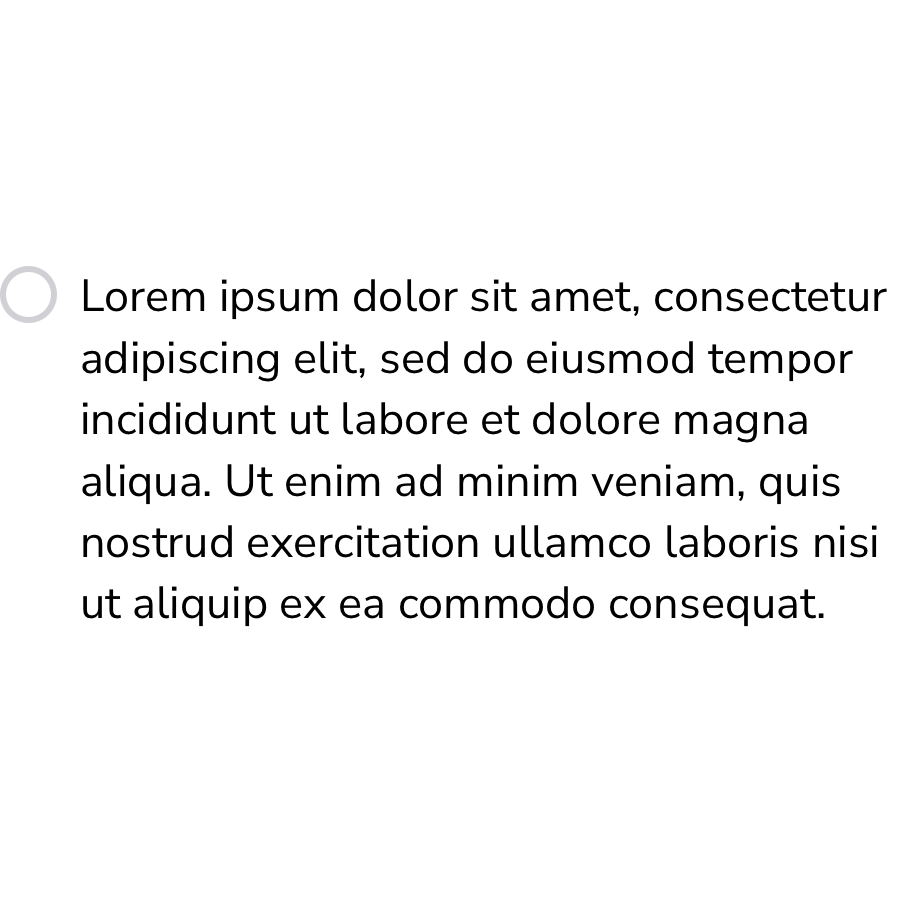 Lorem ipsum dolor sit amet, consectetur
adipiscing elit, sed do eiusmod tempor
incididunt ut labore et dolore magna
aliqua. Ut enim ad minim veniam, quis
nostrud exercitation ullamco laboris nisi
ut aliquip ex ea commodo consequat.